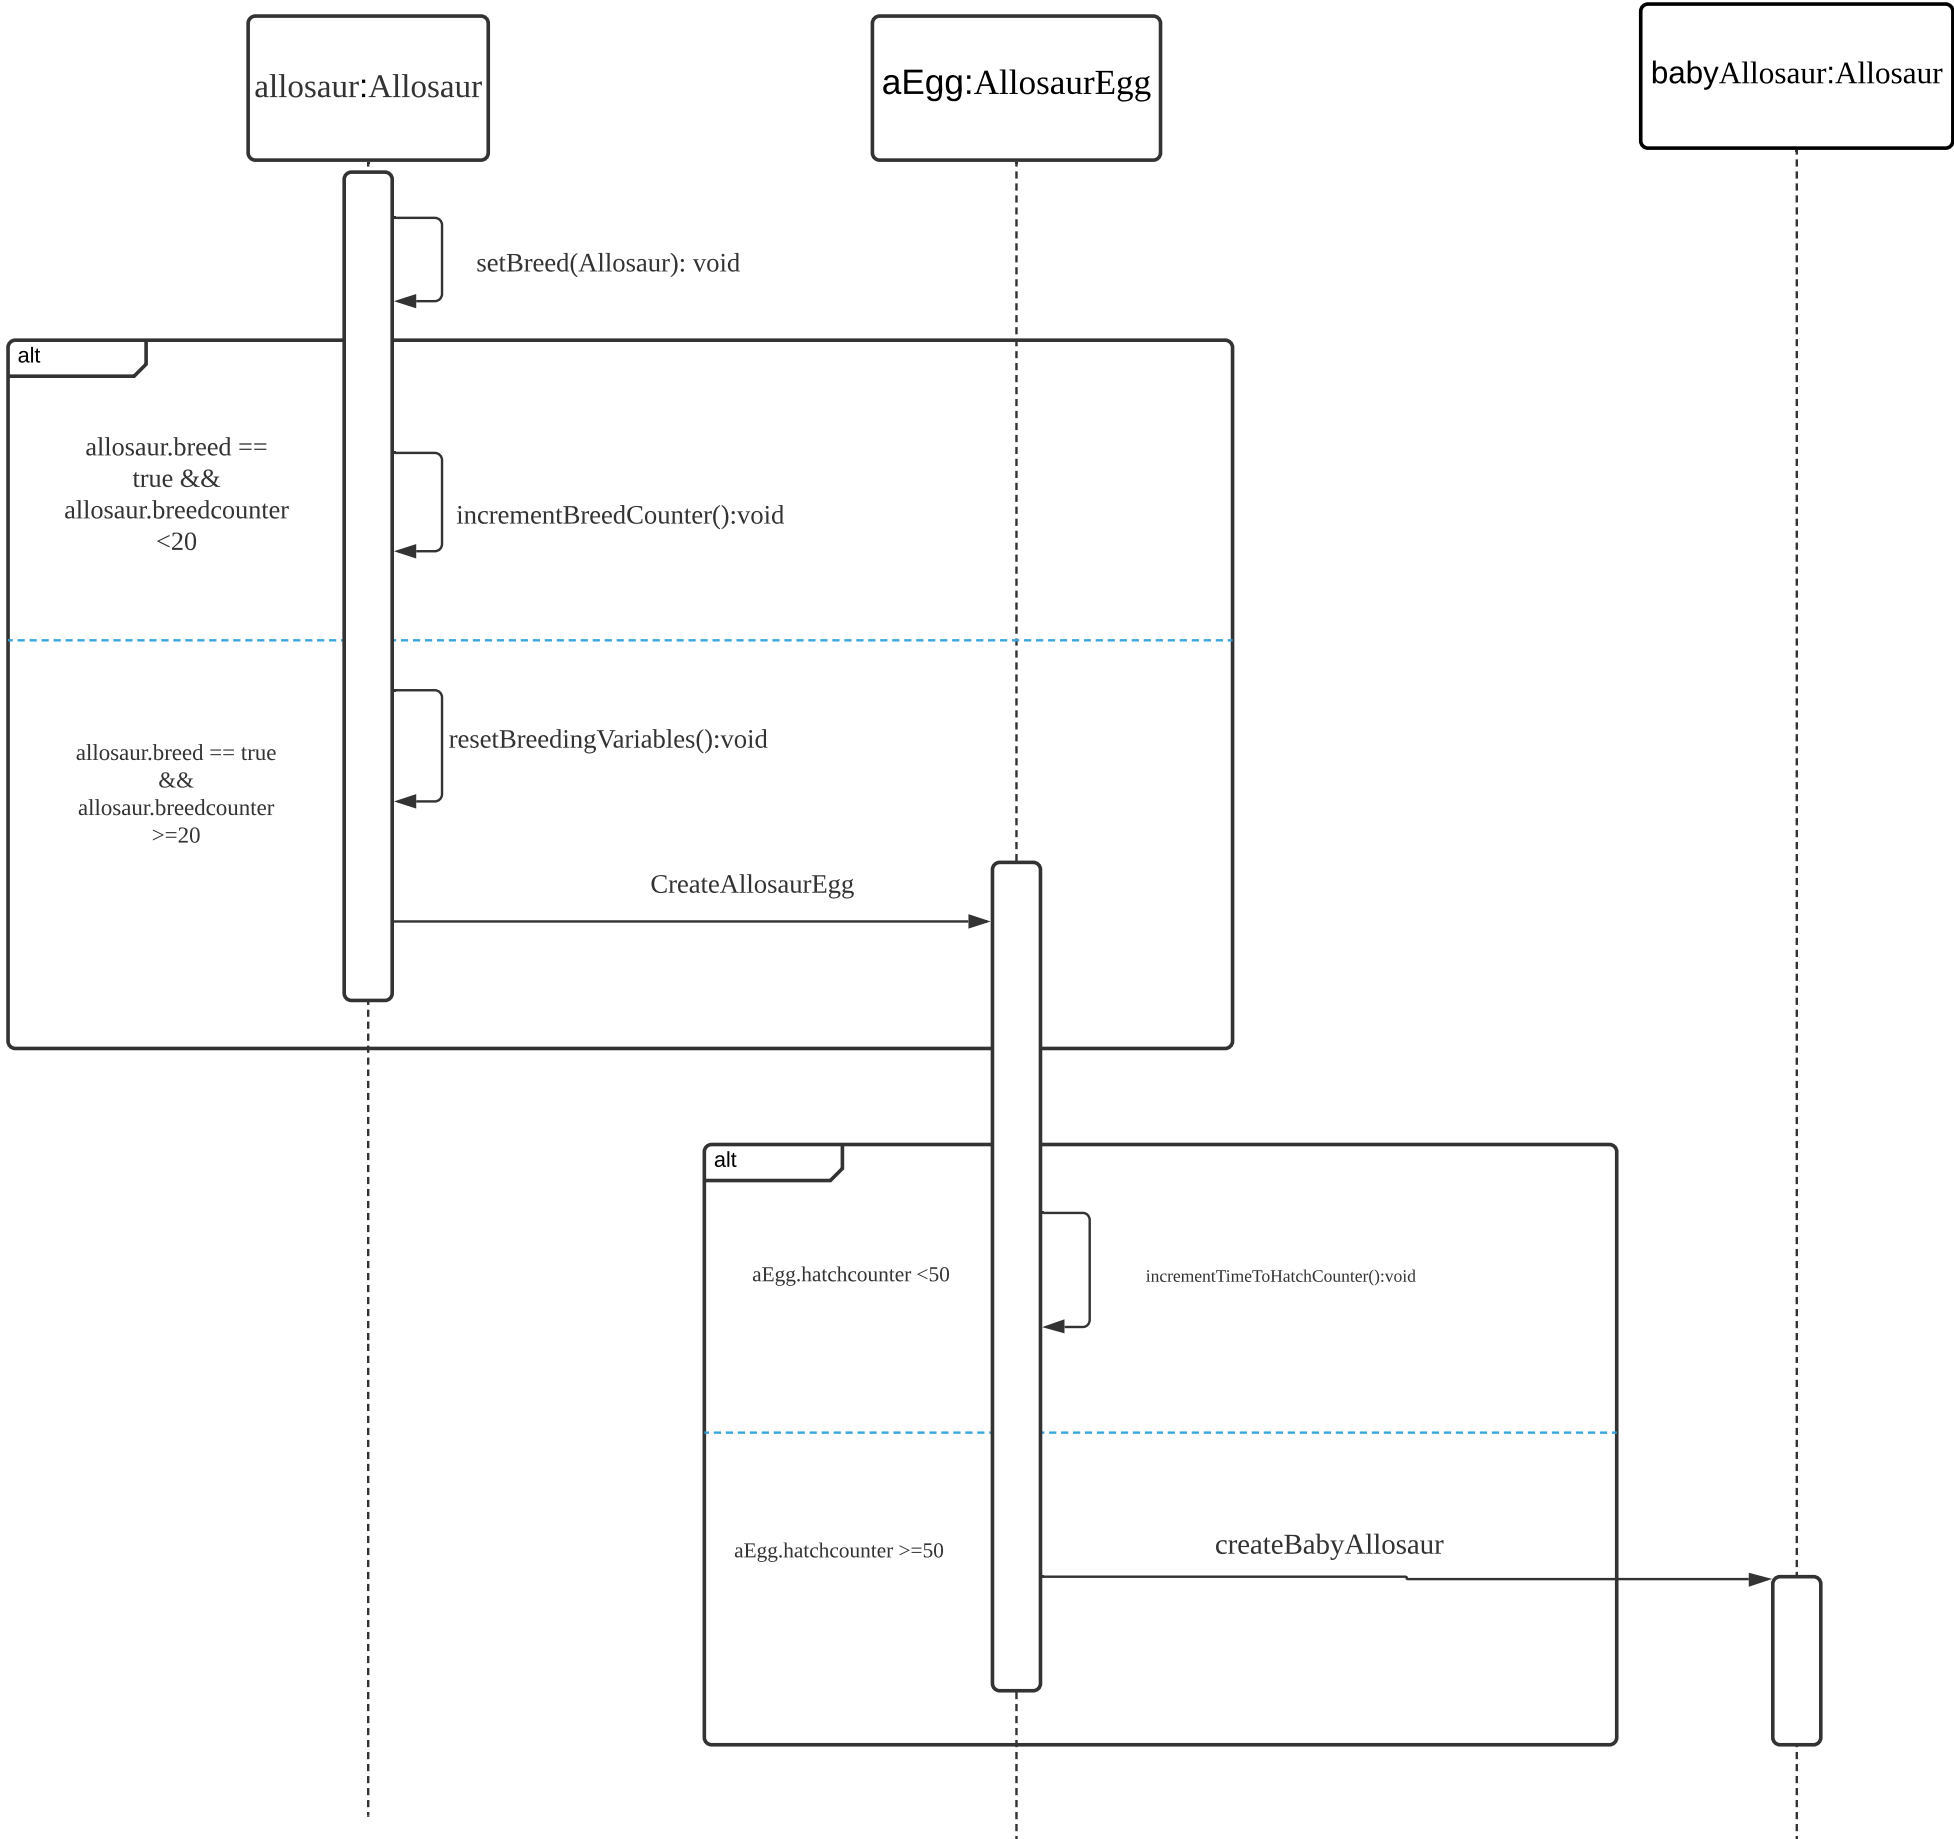 allosaur:Allosaur
aEgg:AllosaurEgg
babyAllosaur:Allosaur
setBreed(Allosaur): void
alt
allosaur.breed ==
true &&
allosaur.breedcounter
<20
incrementBreedCounter():void
resetBreedingVariables():void
allosaur.breed == true
&&
allosaur.breedcounter
>=20
CreateAllosaurEgg
alt
aEgg.hatchcounter <50
incrementTimeToHatchCounter():void
aEgg.hatchcounter >=50
createBabyAllosaur